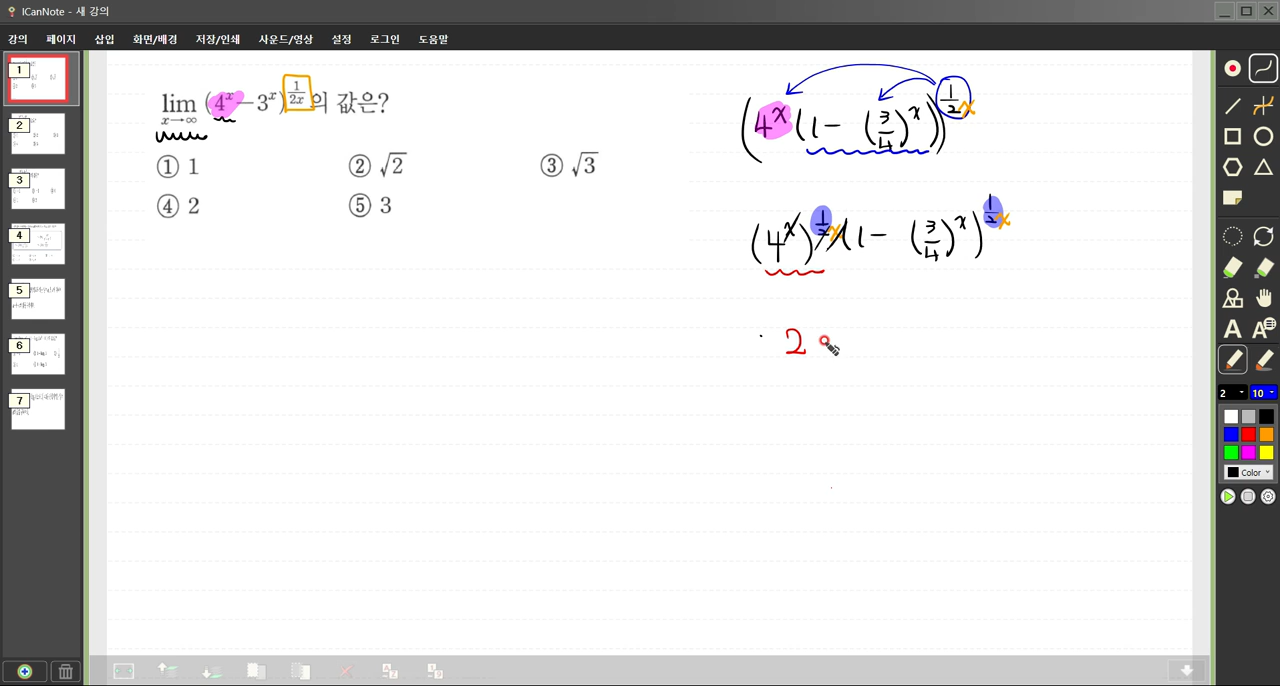 ICanNote - 새 강의
강의 페이지 삽입 화면/배경 저장/인쇄 사운드/영상 설정 로그인 도움말
1
2
3
4
5
6
7
lim x→∞ (4^x − 3^x)^(1/2x) 의 값은?
① 1 ② √2 ③ √3
④ 2 ⑤ 3
(4^x (1 − (3/4)^x))^(1/2x)
(4^x)^(1/2x) (1 − (3/4)^x)^(1/2x)
2
A A
2 10
Color